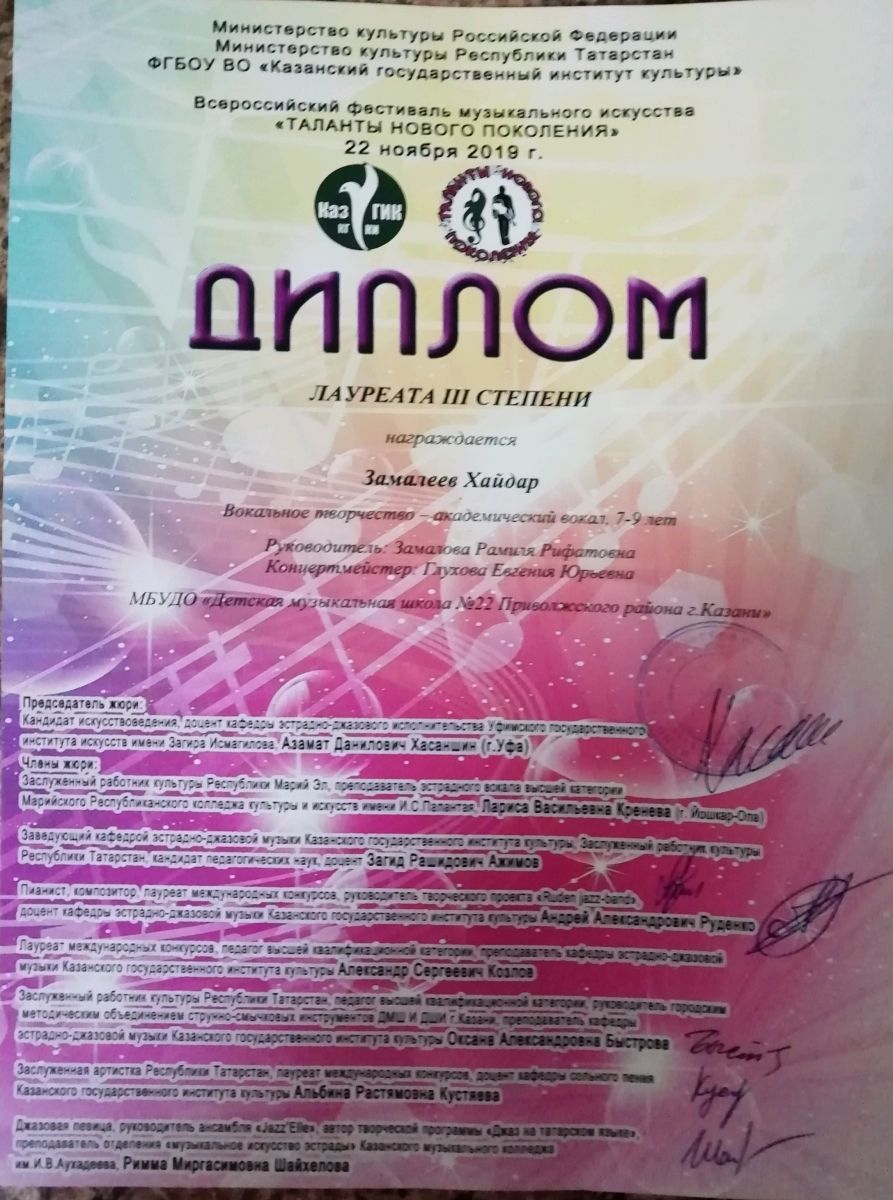 Министерство культуры Российской Федерации
Министерство культуры Республики Татарстан
ФГБОУ ВО «Казанский государственный институт культуры»
Всероссийский фестиваль музыкального искусства
«ТАЛАНТЫ НОВОГО ПОКОЛЕНИЯ»
22 ноября 2019 г.
Каз ГИК
КГ КИ
ТАЛАНТЫ НОВОГО ПОКОЛЕНИЯ
ДИПЛОМ
ЛАУРЕАТА III СТЕПЕНИ
награждается
Замалеев Хайдар
Вокальное творчество – академический вокал, 7-9 лет
Руководитель: Замалова Рамиля Рифатовна
Концертмейстер: Глухова Евгения Юрьевна
МБУДО «Детская музыкальная школа №22 Приволжского района г.Казани»
Председатель жюри:
Кандидат искусствоведения, доцент кафедры эстрадно-джазового исполнительства Уфимского государственного
института искусств имени Загира Исмагилова, Азамат Данилович Хасаншин (г.Уфа)
Члены жюри:
Заслуженный работник культуры Республики Марий Эл, преподаватель эстрадного вокала высшей категории
Марийского Республиканского колледжа культуры и искусств имени И.С.Палантая, Лариса Васильевна Кренева (г. Йошкар-Ола)
Заведующий кафедрой эстрадно-джазовой музыки Казанского государственного института культуры, Заслуженный работник культуры
Республики Татарстан, кандидат педагогических наук, доцент Загид Рашидович Ажимов
Пианист, композитор, лауреат международных конкурсов, руководитель творческого проекта «Ruden jazz-band»,
доцент кафедры эстрадно-джазовой музыки Казанского государственного института культуры Андрей Александрович Руденко
Лауреат международных конкурсов, педагог высшей квалификационной категории, преподаватель кафедры эстрадно-джазовой
музыки Казанского государственного института культуры Александр Сергеевич Козлов
Заслуженный работник культуры Республики Татарстан, педагог высшей квалификационной категории, руководитель городским
методическим объединением струнно-смычковых инструментов ДМШ И ДШИ г.Казани, преподаватель кафедры
эстрадно-джазовой музыки Казанского государственного института культуры Оксана Александровна Быстрова
Заслуженная артистка Республики Татарстан, лауреат международных конкурсов, доцент кафедры сольного пения
Казанского государственного института культуры Альбина Растямовна Кустяева
Джазовая певица, руководитель ансамбля «Jazz'Elle», автор творческой программы «Джаз на татарском языке»,
преподаватель отделения «музыкальное искусство эстрады» Казанского музыкального колледжа
им.И.В.Аухадеева, Римма Миргасимовна Шайхелова